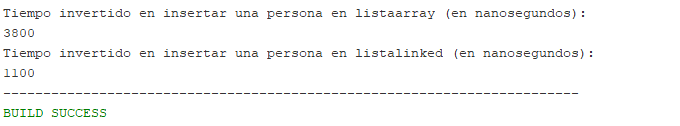 Tiempo invertido en insertar una persona en listaarray (en nanosegundos):
3800
Tiempo invertido en insertar una persona en listalinked (en nanosegundos):
1100
------------------------------------------------------------------------
BUILD SUCCESS